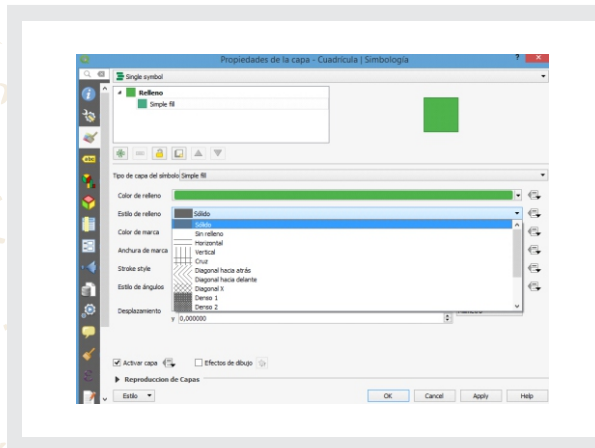 Propiedades de la capa - Cuadrícula | Simbología
? ×
Single symbol
Relleno
Simple fill
abc
Tipo de capa del símbolo Simple fill
Color de relleno
Estilo de relleno Sólido
Sólido
Color de marca Sin relleno
Horizontal
Anchura de marca Vertical
Cruz
Stroke style Diagonal hacia atrás
Diagonal hacia delante
Estilo de ángulos Diagonal X
Denso 1
Desplazamiento Denso 2
y 0,000000
Activar capa Efectos de dibujo
Reproduccion de Capas
Estilo OK Cancel Apply Help